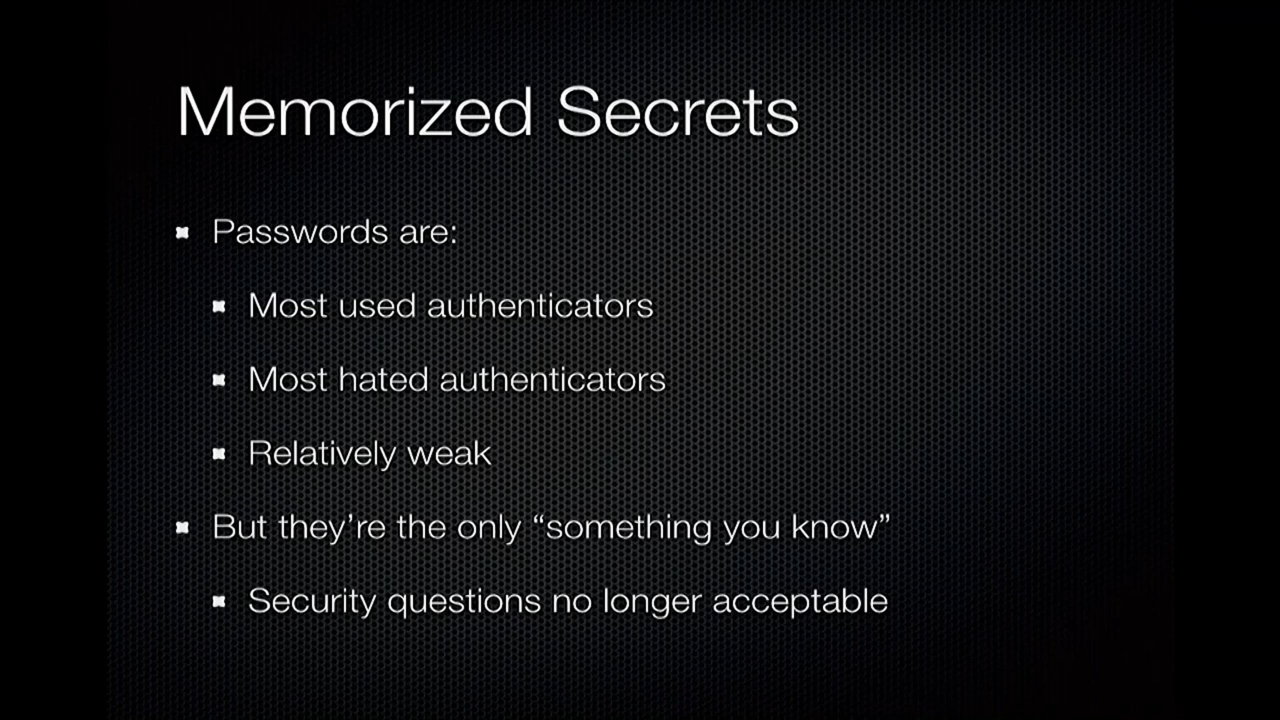 Memorized Secrets
Passwords are:
Most used authenticators
Most hated authenticators
Relatively weak
But they’re the only “something you know”
Security questions no longer acceptable